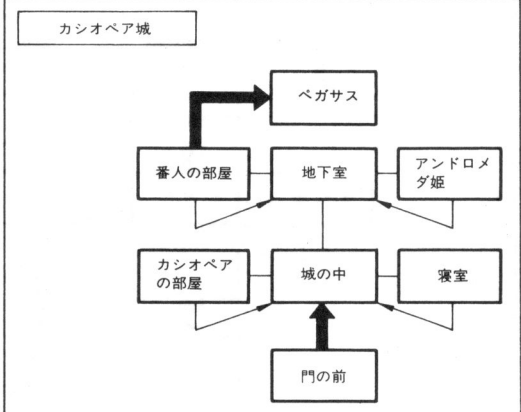 カシオペア城
ペガサス
番人の部屋
地下室
アンドロメ
ダ姫
カシオペア
の部屋
城の中
寝室
門の前